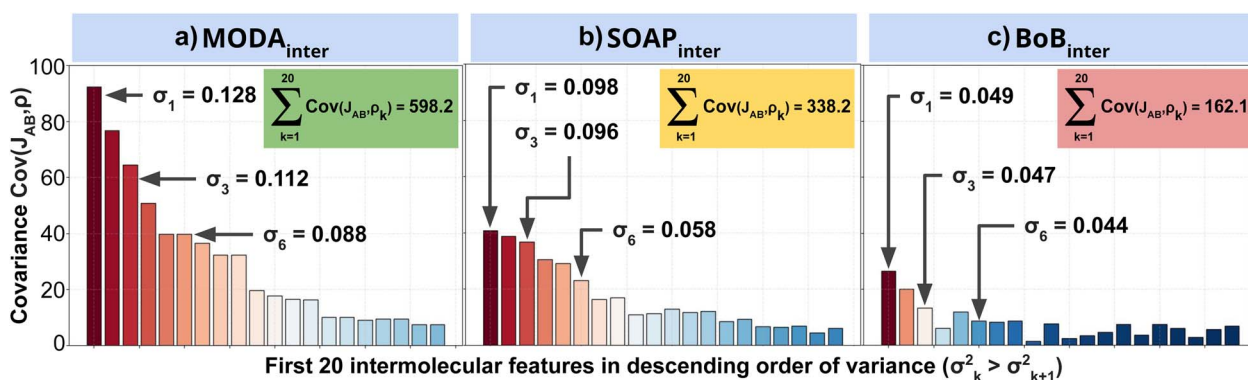 a) MODA_inter
b) SOAP_inter
c) BoB_inter
Covariance Cov(J_AB,ρ)
100
80
60
40
20
0
σ_1 = 0.128
σ_3 = 0.112
σ_6 = 0.088
20
∑ Cov(J_AB,ρ_k) = 598.2
k=1
σ_1 = 0.098
σ_3 = 0.096
σ_6 = 0.058
20
∑ Cov(J_AB,ρ_k) = 338.2
k=1
σ_1 = 0.049
σ_3 = 0.047
σ_6 = 0.044
20
∑ Cov(J_AB,ρ_k) = 162.1
k=1
First 20 intermolecular features in descending order of variance (σ²_k > σ²_k+1)